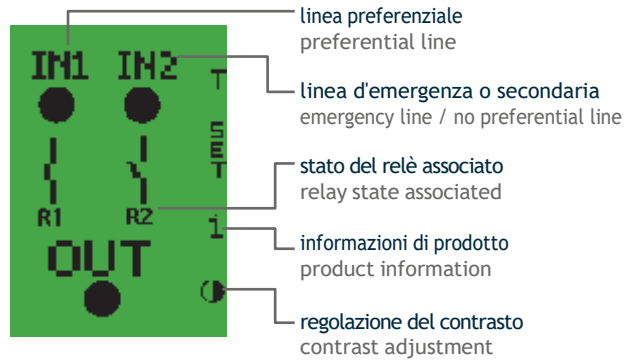 linea preferenziale
preferential line
IN1 IN2
T
linea d'emergenza o secondaria
emergency line / no preferential line
SET
stato del relè associato
relay state associated
R1 R2
i
informazioni di prodotto
product information
OUT
regolazione del contrasto
contrast adjustment